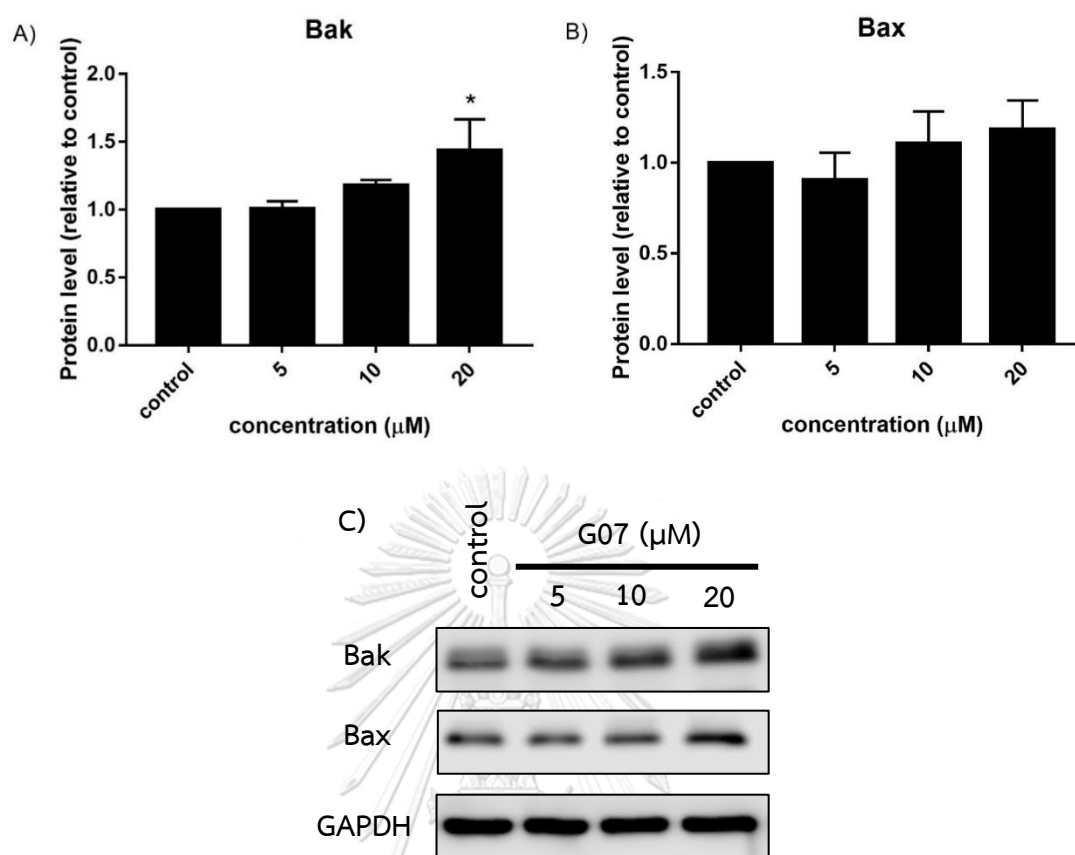 A)
Bak
Protein level (relative to control)
2.0
1.5
1.0
0.5
0.0
*
control
5
10
20
concentration (μM)
B)
Bax
Protein level (relative to control)
1.5
1.0
0.5
0.0
control
5
10
20
concentration (μM)
C)
control
G07 (μM)
5 10 20
Bak
Bax
GAPDH